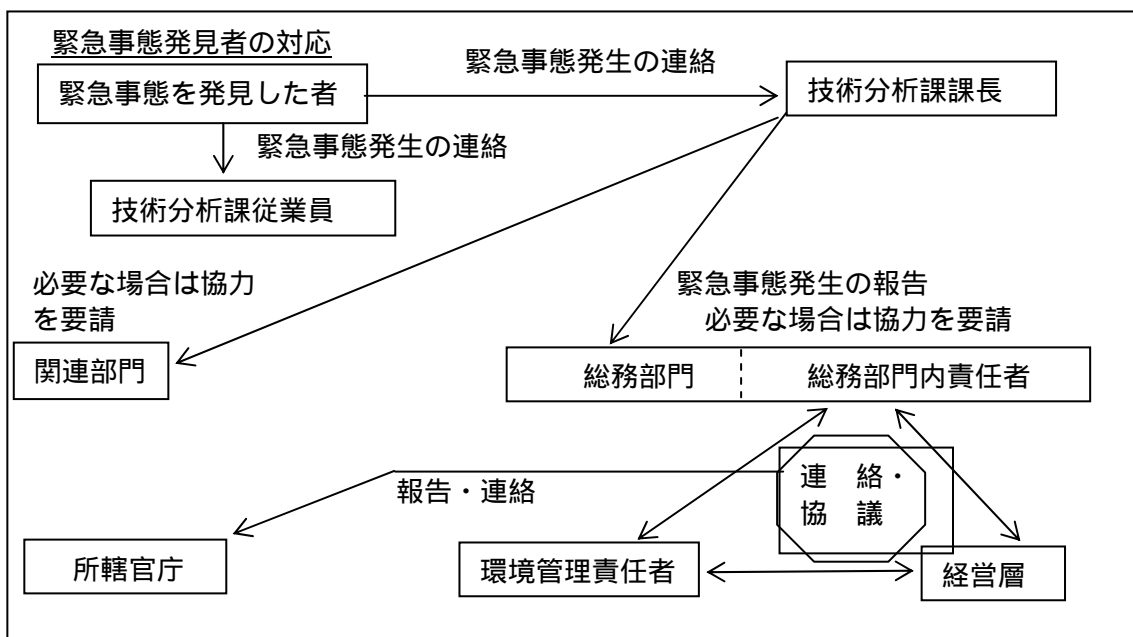 緊急事態発見者の対応
緊急事態を発見した者
緊急事態発生の連絡
技術分析課課長
緊急事態発生の連絡
技術分析課従業員
必要な場合は協力
を要請
緊急事態発生の報告
必要な場合は協力を要請
関連部門
総務部門
総務部門内責任者
連 絡・
協 議
報告・連絡
所轄官庁
環境管理責任者
経営層